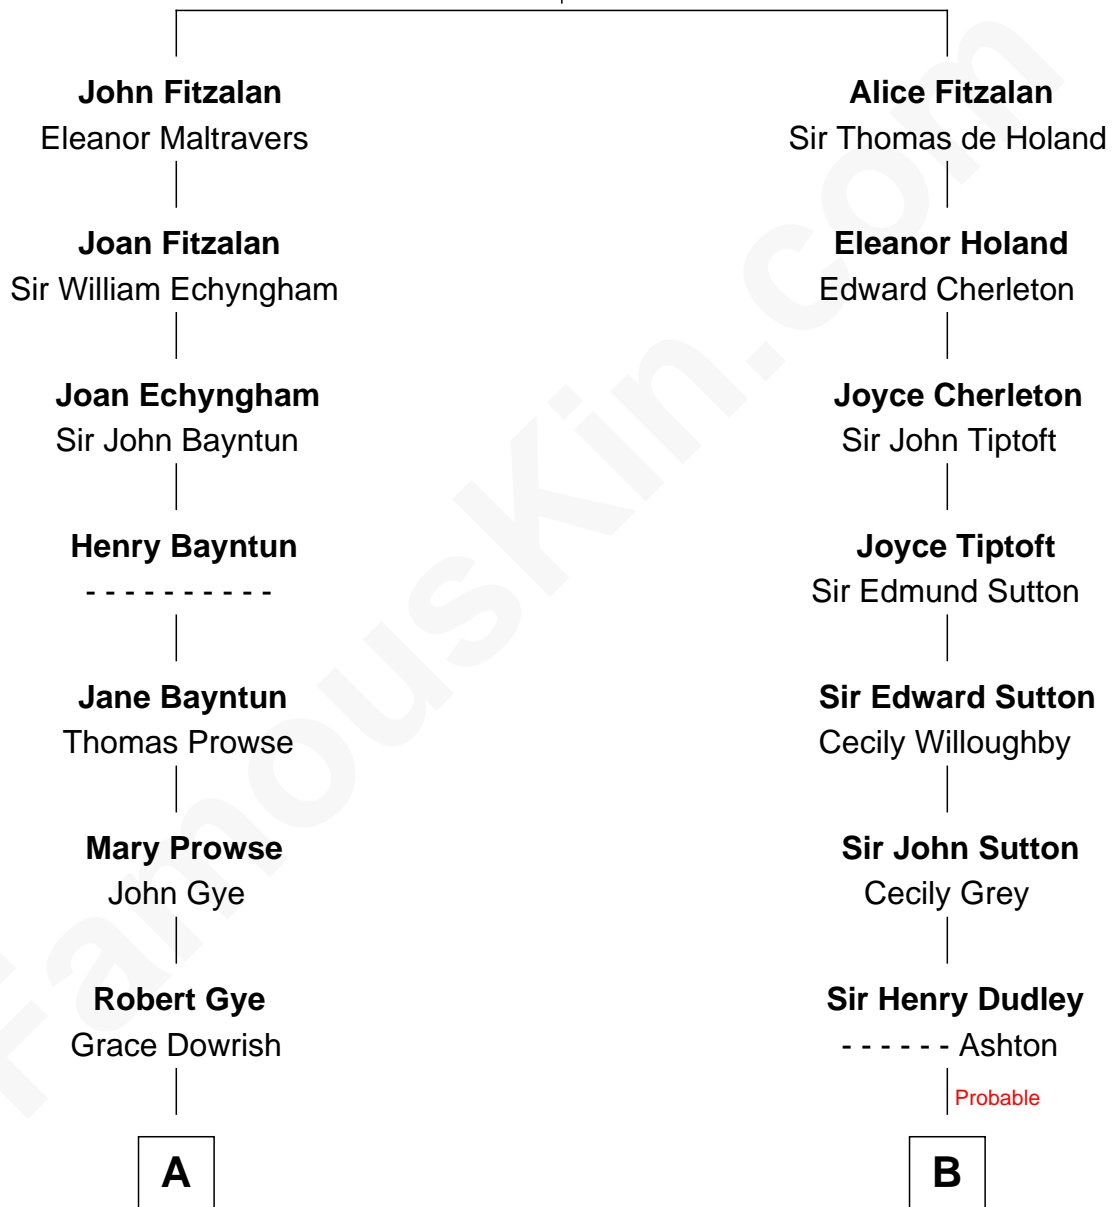 John Fitzalan
Eleanor Maltravers
Alice Fitzalan
Sir Thomas de Holand
Joan Fitzalan
Sir William Echyngham
Eleanor Holand
Edward Cherleton
Joan Echyngham
Sir John Bayntun
Joyce Cherleton
Sir John Tiptoft
Henry Bayntun
- - - - - - - - - -
Joyce Tiptoft
Sir Edmund Sutton
Jane Bayntun
Thomas Prowse
Sir Edward Sutton
Cecily Willoughby
Mary Prowse
John Gye
Sir John Sutton
Cecily Grey
Robert Gye
Grace Dowrish
Sir Henry Dudley
- - - - - - Ashton
Probable
A
B
FamousKin.com